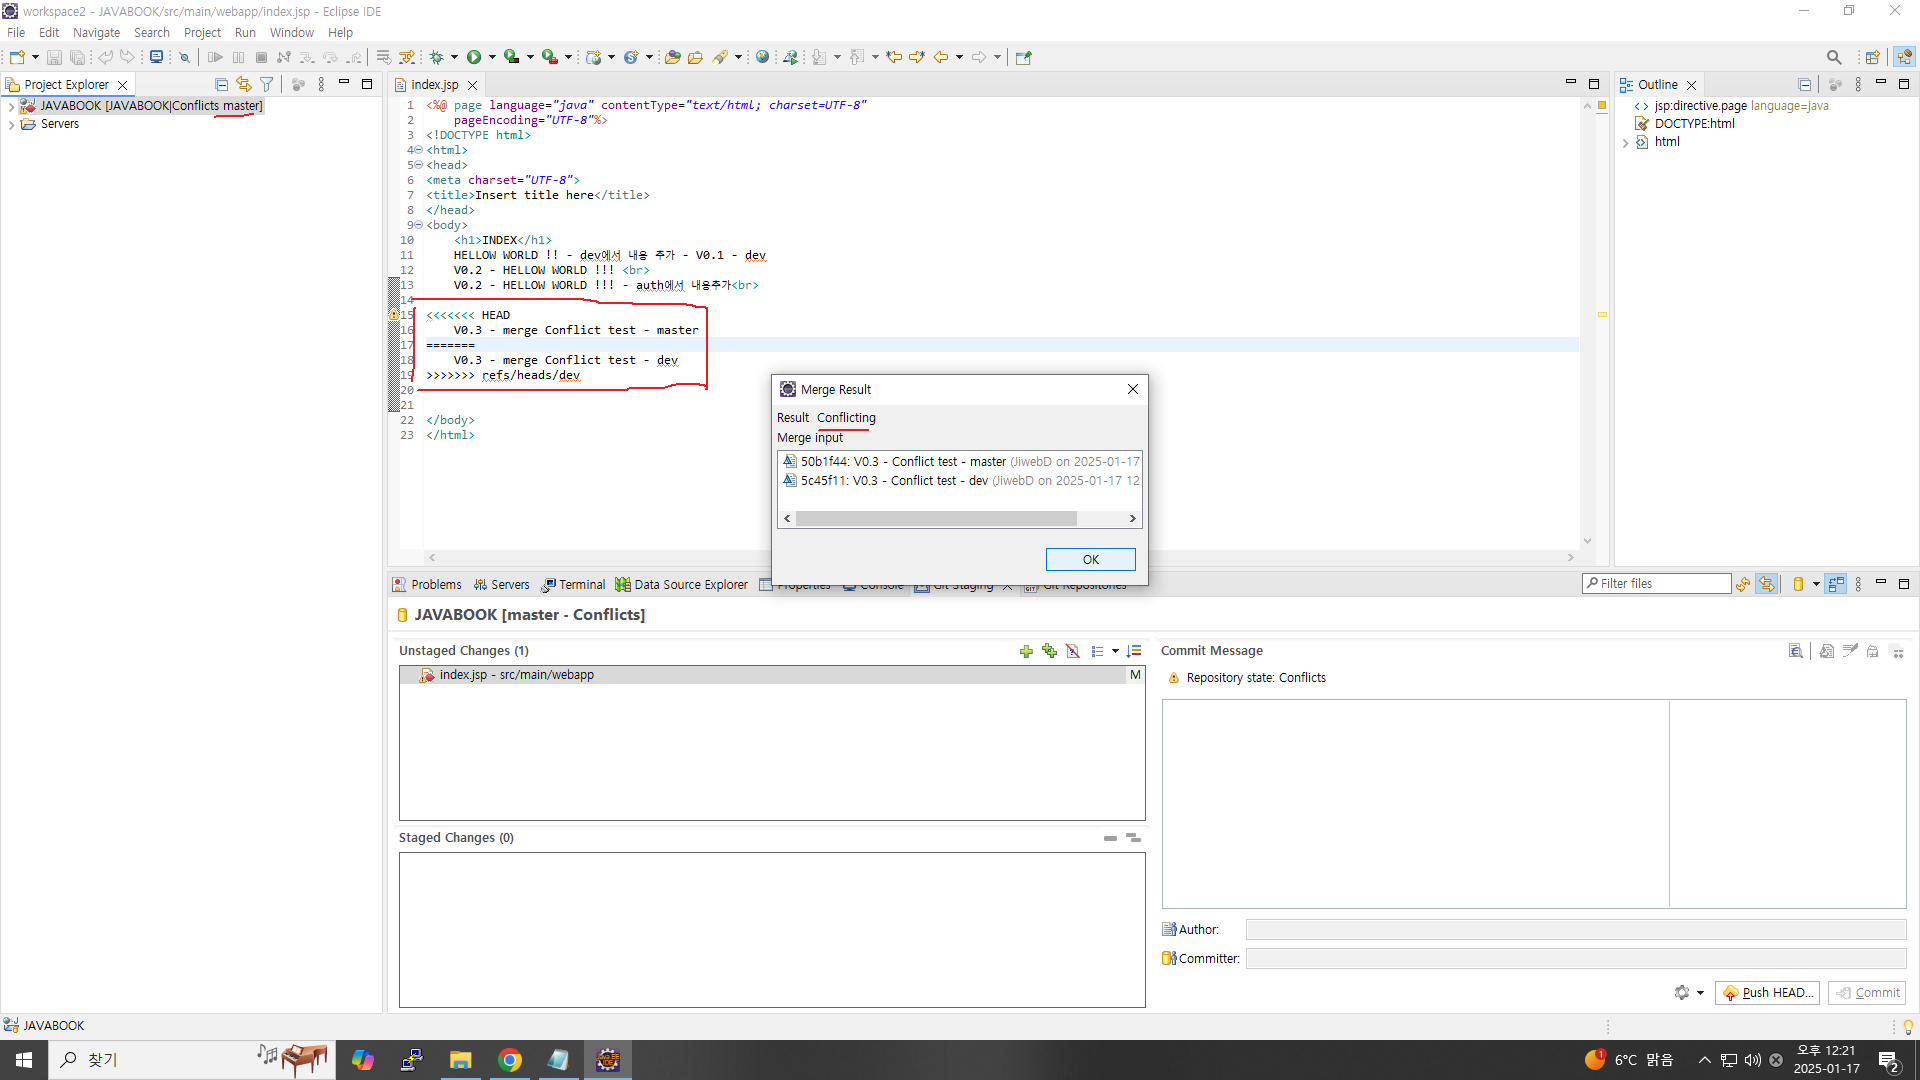 workspace2 - JAVABOOK/src/main/webapp/index.jsp - Eclipse IDE
File Edit Navigate Search Project Run Window Help
Project Explorer
index.jsp
Outline
JAVABOOK [JAVABOOK|Conflicts master]
Servers
1 <%@ page language="java" contentType="text/html; charset=UTF-8"
2 pageEncoding="UTF-8"%>
3 <!DOCTYPE html>
4 <html>
5 <head>
6 <meta charset="UTF-8">
7 <title>Insert title here</title>
8 </head>
9 <body>
10 <h1>INDEX</h1>
11 HELLOW WORLD !! - dev에서 내용 추가 - V0.1 - dev
12 V0.2 - HELLOW WORLD !!! <br>
13 V0.2 - HELLOW WORLD !!! - auth에서 내용추가<br>
14
15 <<<<<<< HEAD
16 V0.3 - merge Conflict test - master
17 =======
18 V0.3 - merge Conflict test - dev
19 >>>>>>> refs/heads/dev
20
21
22 </body>
23 </html>
jsp:directive.page language=java
DOCTYPE:html
html
Merge Result
Result Conflicting
Merge input
50b1f44: V0.3 - Conflict test - master (JiwebD on 2025-01-17
5c45f11: V0.3 - Conflict test - dev (JiwebD on 2025-01-17 12
OK
Problems Servers Terminal Data Source Explorer Properties Console Git Staging Git Repositories
Filter files
JAVABOOK [master - Conflicts]
Unstaged Changes (1)
index.jsp - src/main/webapp M
Staged Changes (0)
Commit Message
Repository state: Conflicts
Author:
Committer:
Push HEAD... Commit
JAVABOOK
찾기
1 6°C 맑음
오후 12:21
2025-01-17
2